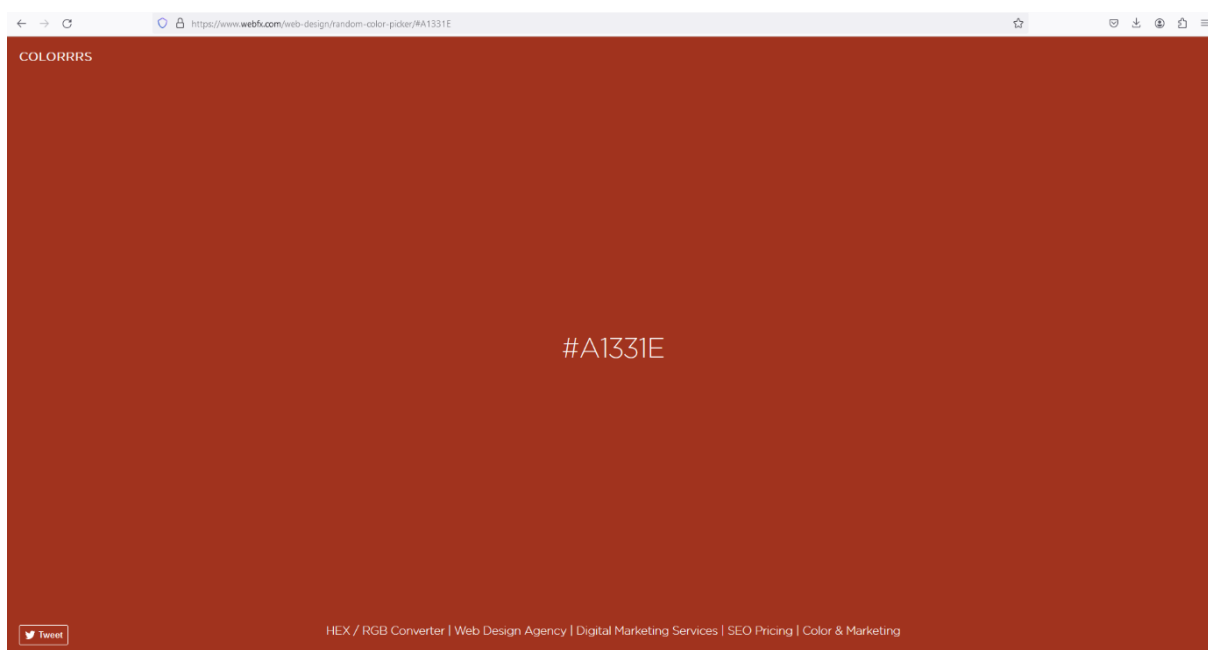 https://www.webfx.com/web-design/random-color-picker/#A1331E
COLORRRS
#A1331E
Tweet
HEX / RGB Converter | Web Design Agency | Digital Marketing Services | SEO Pricing | Color & Marketing